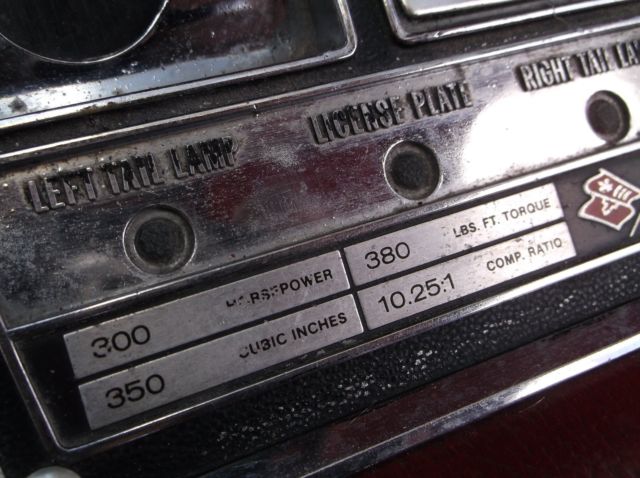 LEFT TAIL LAMP
LICENSE PLATE
RIGHT TAIL LA
300 HORSEPOWER
380 LBS. FT. TORQUE
350 CUBIC INCHES
10.25:1 COMP. RATIO